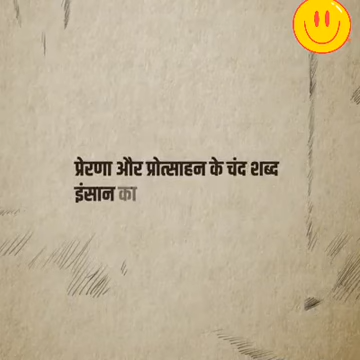 प्रेरणा और प्रोत्साहन के चंद शब्द
इंसान का